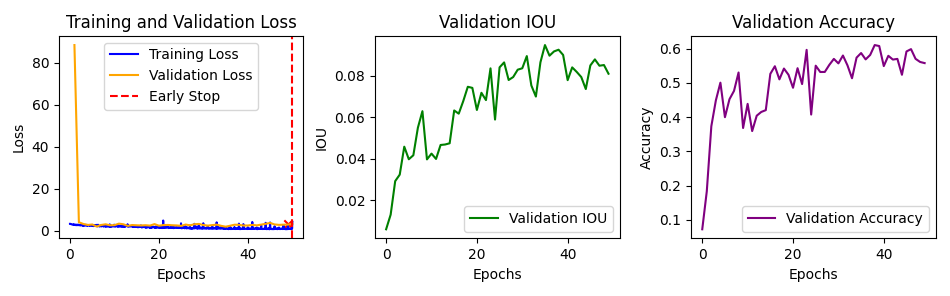 Training and Validation Loss
Training Loss
Validation Loss
Early Stop
80
60
40
20
0
Loss
0
20
40
Epochs
Validation IOU
0.08
0.06
0.04
0.02
IOU
Validation IOU
0
20
40
Epochs
Validation Accuracy
0.6
0.5
0.4
0.3
0.2
0.1
Accuracy
Validation Accuracy
0
20
40
Epochs